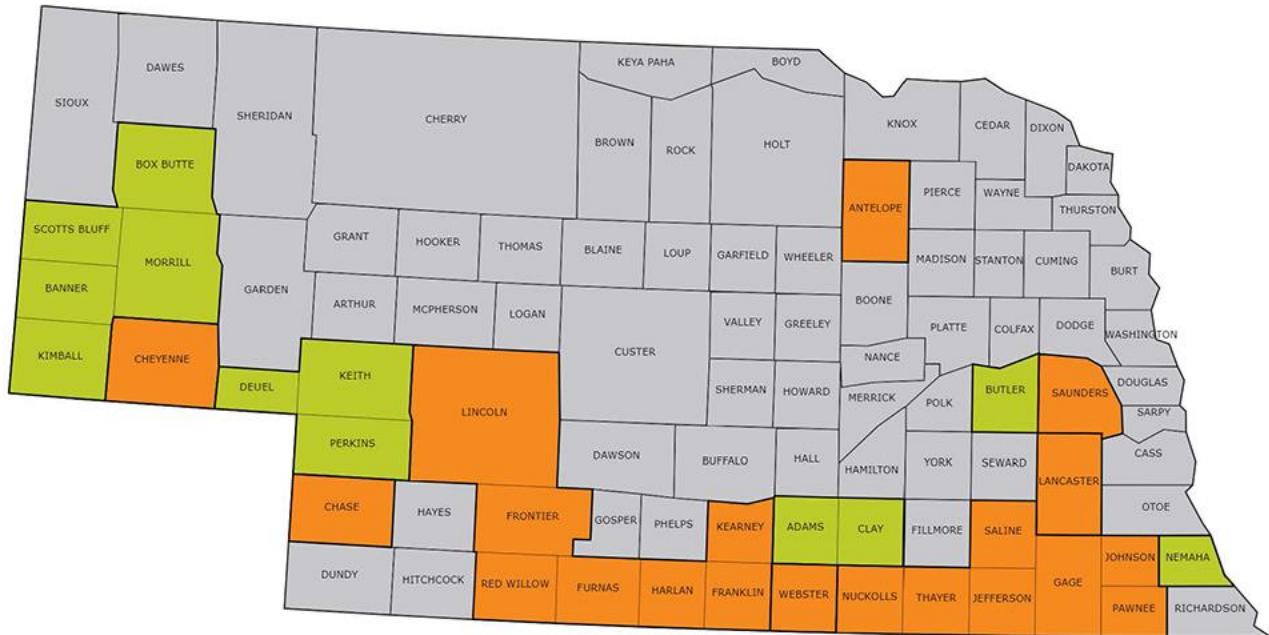 KEYA PAHA
BOYD
DAWES
SIOUX
SHERIDAN
CHERRY
KNOX
CEDAR
DIXON
BROWN
ROCK
HOLT
BOX BUTTE
DAKOTA
PIERCE
WAYNE
ANTELOPE
THURSTON
SCOTTS BLUFF
GRANT
HOOKER
THOMAS
BLAINE
LOUP
GARFIELD
WHEELER
MADISON
STANTON
CUMING
MORRILL
BURT
BANNER
GARDEN
ARTHUR
MCPHERSON
LOGAN
BOONE
VALLEY
GREELEY
PLATTE
COLFAX
DODGE
WASHINGTON
KIMBALL
CHEYENNE
CUSTER
NANCE
KEITH
DEUEL
SHERMAN
HOWARD
MERRICK
BUTLER
SAUNDERS
DOUGLAS
LINCOLN
POLK
SARPY
PERKINS
DAWSON
BUFFALO
HALL
HAMILTON
YORK
SEWARD
CASS
LANCASTER
CHASE
HAYES
FRONTIER
GOSPER
PHELPS
KEARNEY
ADAMS
CLAY
FILLMORE
SALINE
OTOE
JOHNSON
NEMAHA
DUNDY
HITCHCOCK
RED WILLOW
FURNAS
HARLAN
FRANKLIN
WEBSTER
NUCKOLLS
THAYER
JEFFERSON
GAGE
PAWNEE
RICHARDSON